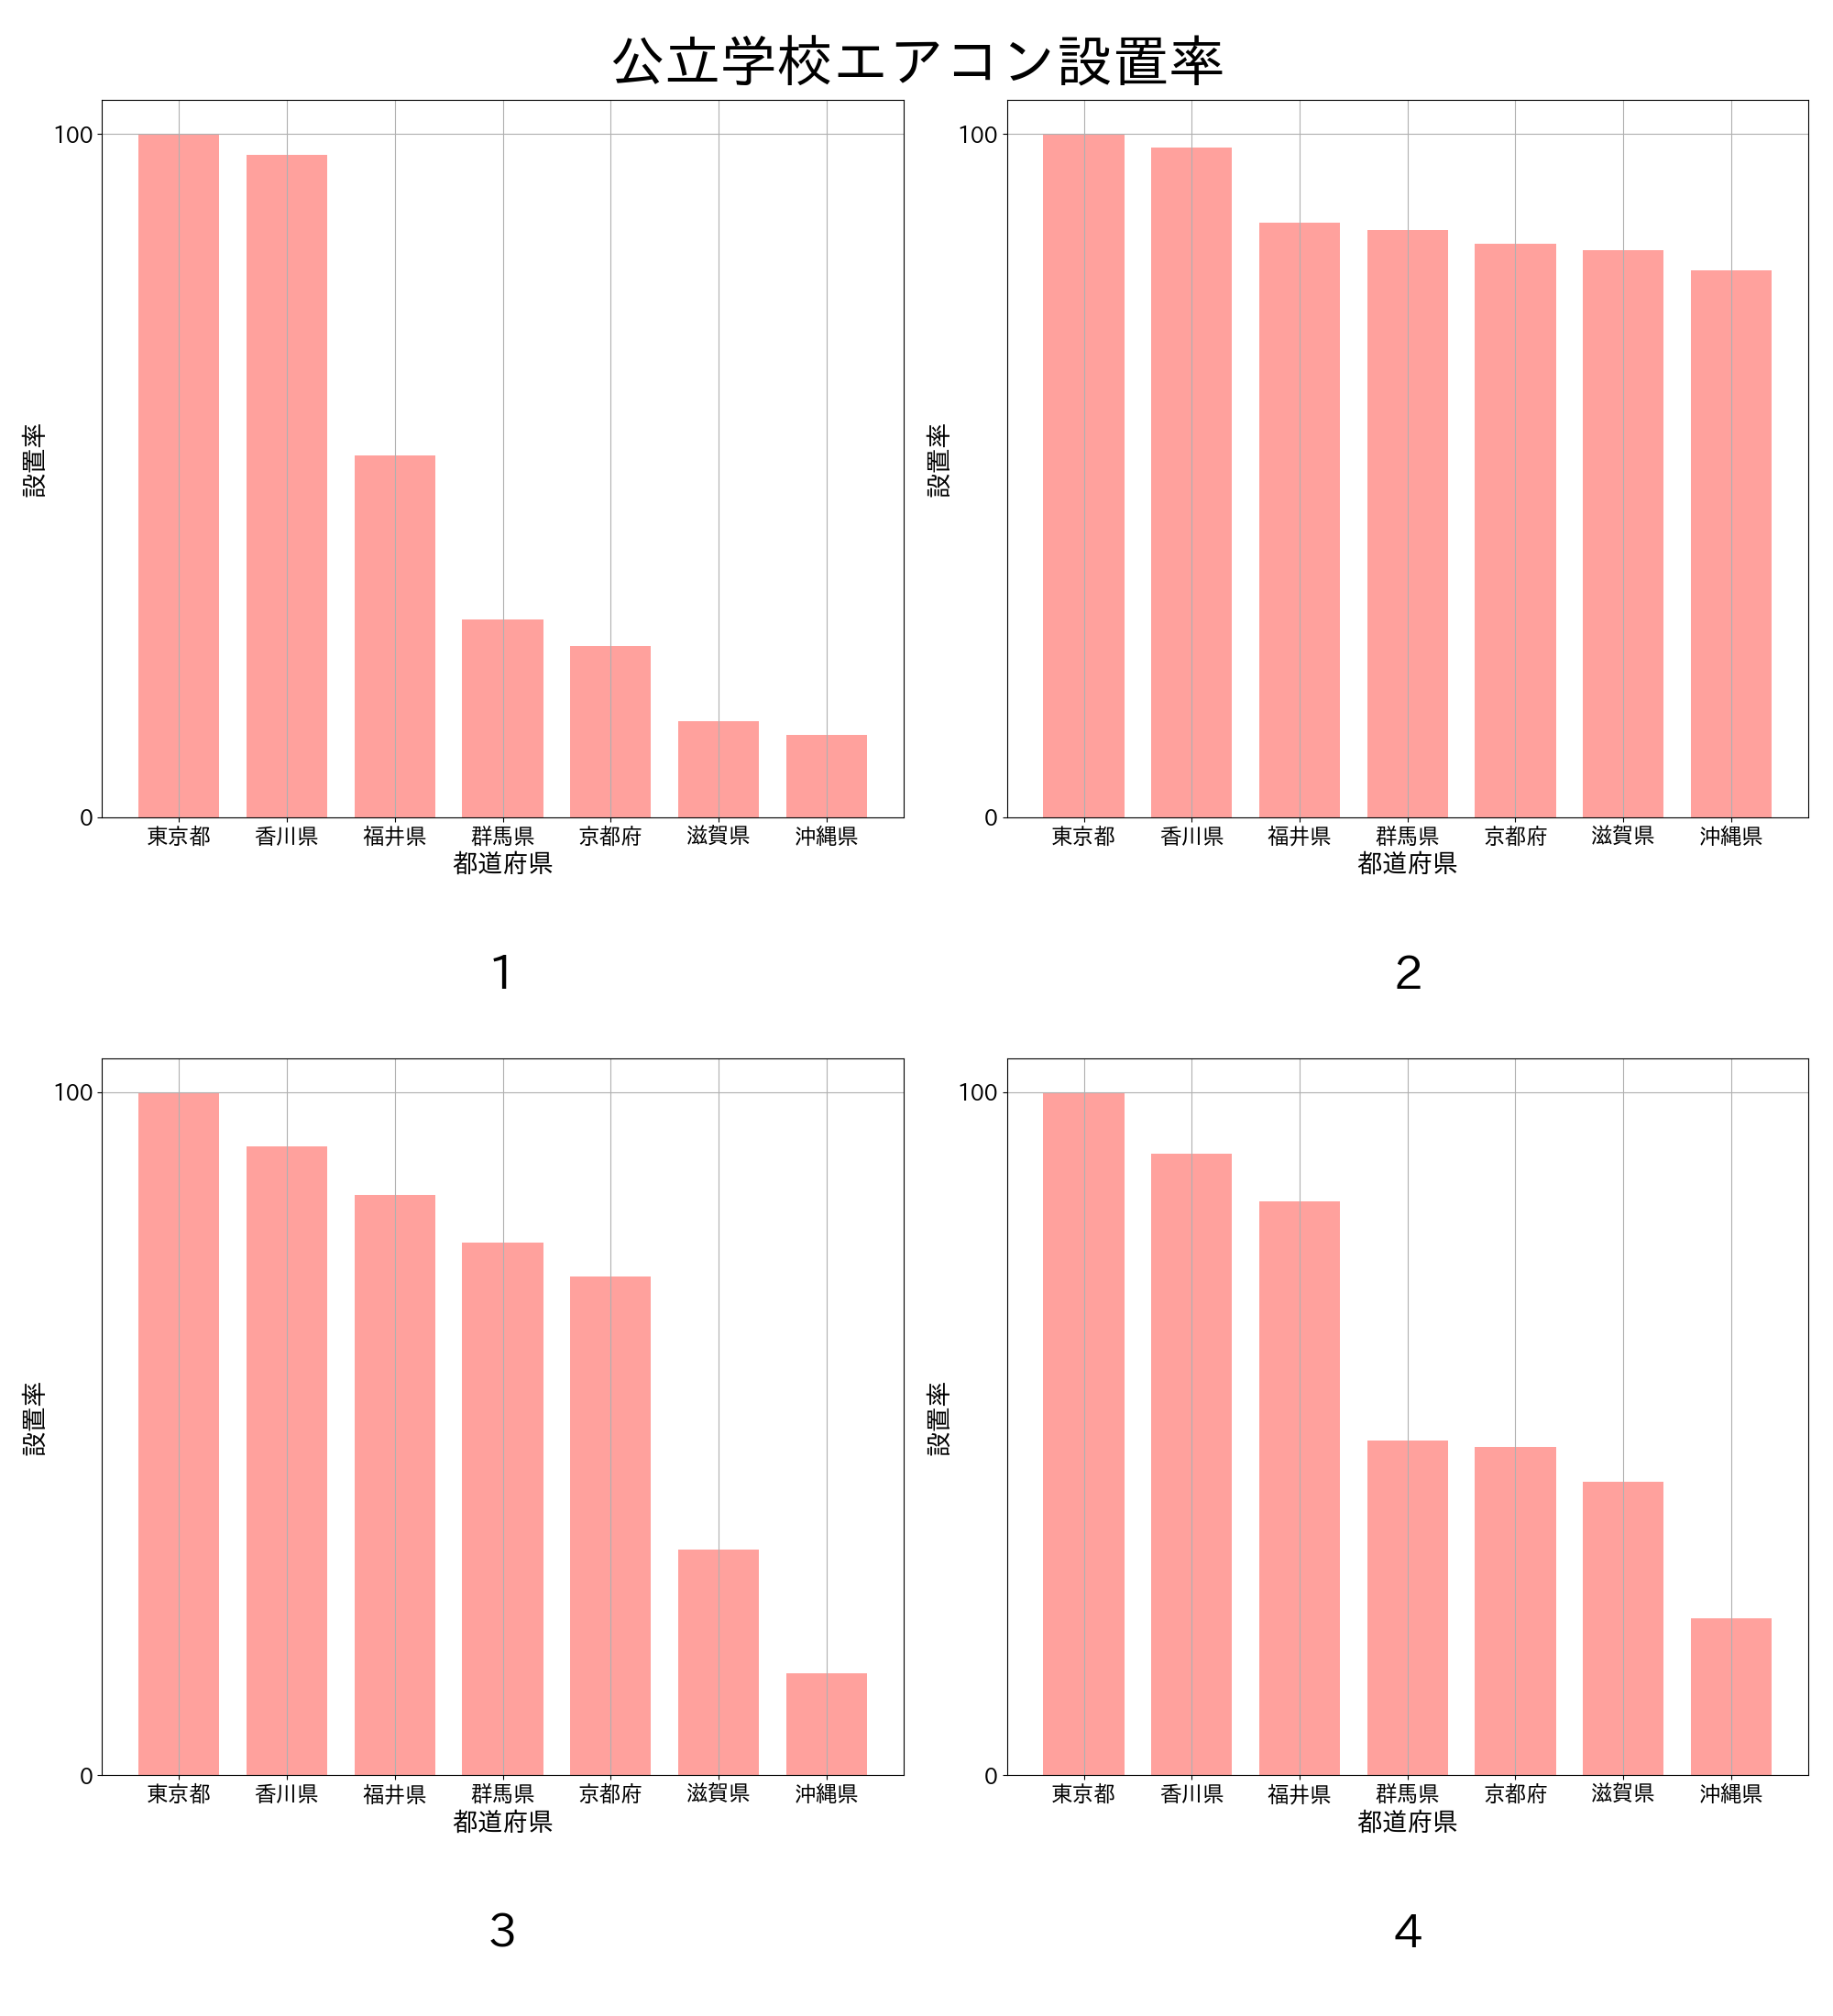 公立学校エアコン設置率
100
0
設置率
東京都 香川県 福井県 群馬県 京都府 滋賀県 沖縄県
都道府県
1
100
0
設置率
東京都 香川県 福井県 群馬県 京都府 滋賀県 沖縄県
都道府県
2
100
0
設置率
東京都 香川県 福井県 群馬県 京都府 滋賀県 沖縄県
都道府県
3
100
0
設置率
東京都 香川県 福井県 群馬県 京都府 滋賀県 沖縄県
都道府県
4